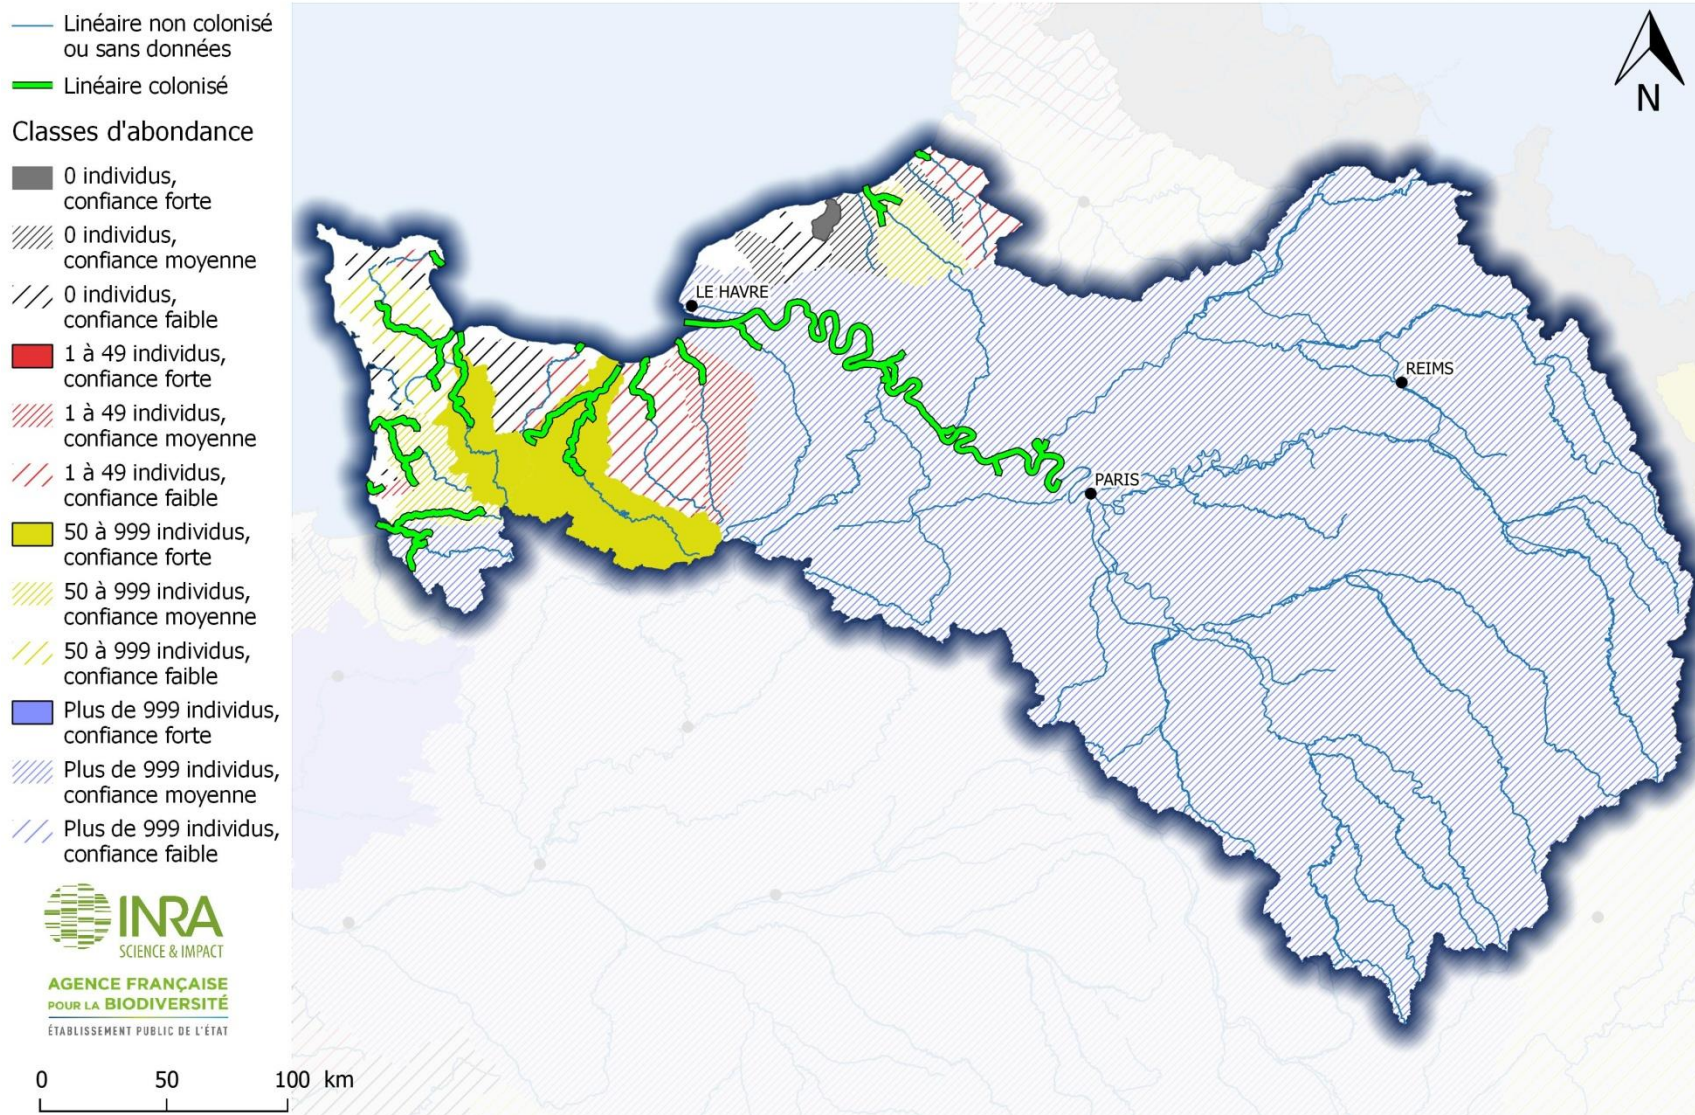 Linéaire non colonisé
ou sans données
Linéaire colonisé
Classes d'abondance
0 individus,
confiance forte
0 individus,
confiance moyenne
0 individus,
confiance faible
1 à 49 individus,
confiance forte
1 à 49 individus,
confiance moyenne
1 à 49 individus,
confiance faible
50 à 999 individus,
confiance forte
50 à 999 individus,
confiance moyenne
50 à 999 individus,
confiance faible
Plus de 999 individus,
confiance forte
Plus de 999 individus,
confiance moyenne
Plus de 999 individus,
confiance faible
INRA
SCIENCE & IMPACT
AGENCE FRANÇAISE
POUR LA BIODIVERSITÉ
ÉTABLISSEMENT PUBLIC DE L'ÉTAT
0 50 100 km
N
LE HAVRE
REIMS
PARIS